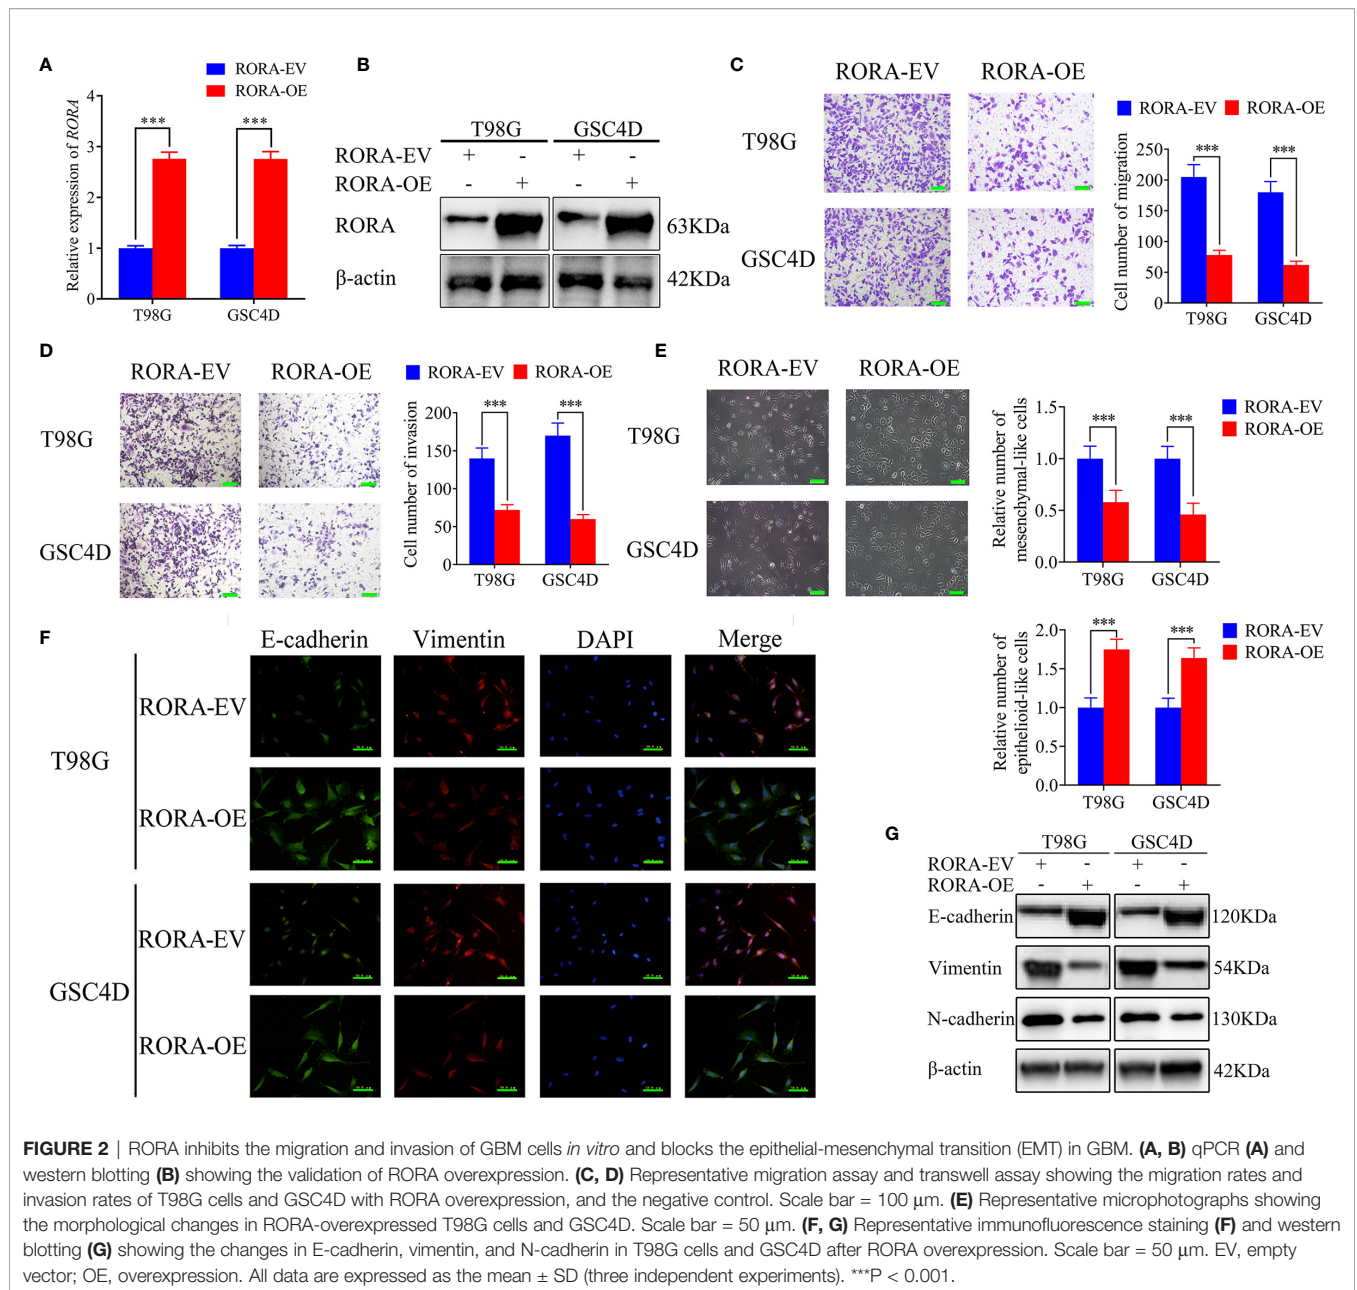 A
RORA-EV
RORA-OE
Relative expression of RORA
4
3
2
1
0
***
***
T98G
GSC4D
B
T98G
GSC4D
RORA-EV
+
-
+
-
RORA-OE
-
+
-
+
RORA
63KDa
β-actin
42KDa
C
RORA-EV
RORA-OE
T98G
GSC4D
RORA-EV
RORA-OE
Cell number of migration
250
200
150
100
50
0
***
***
T98G
GSC4D
D
RORA-EV
RORA-OE
T98G
GSC4D
RORA-EV
RORA-OE
Cell number of invasion
200
150
100
50
0
***
***
T98G
GSC4D
E
RORA-EV
RORA-OE
T98G
GSC4D
RORA-EV
RORA-OE
Relative number of
mesenchymal-like cells
1.5
1.0
0.5
0.0
***
***
T98G
GSC4D
RORA-EV
RORA-OE
Relative number of
epithelioid-like cells
2.0
1.5
1.0
0.5
0.0
***
***
T98G
GSC4D
F
E-cadherin
Vimentin
DAPI
Merge
T98G
RORA-EV
RORA-OE
GSC4D
RORA-EV
RORA-OE
G
T98G
GSC4D
RORA-EV
+
-
+
-
RORA-OE
-
+
-
+
E-cadherin
120KDa
Vimentin
54KDa
N-cadherin
130KDa
β-actin
42KDa
FIGURE 2 | RORA inhibits the migration and invasion of GBM cells in vitro and blocks the epithelial-mesenchymal transition (EMT) in GBM. (A, B) qPCR (A) and
western blotting (B) showing the validation of RORA overexpression. (C, D) Representative migration assay and transwell assay showing the migration rates and
invasion rates of T98G cells and GSC4D with RORA overexpression, and the negative control. Scale bar = 100 μm. (E) Representative microphotographs showing
the morphological changes in RORA-overexpressed T98G cells and GSC4D. Scale bar = 50 μm. (F, G) Representative immunofluorescence staining (F) and western
blotting (G) showing the changes in E-cadherin, vimentin, and N-cadherin in T98G cells and GSC4D after RORA overexpression. Scale bar = 50 μm. EV, empty
vector; OE, overexpression. All data are expressed as the mean ± SD (three independent experiments). ***P < 0.001.